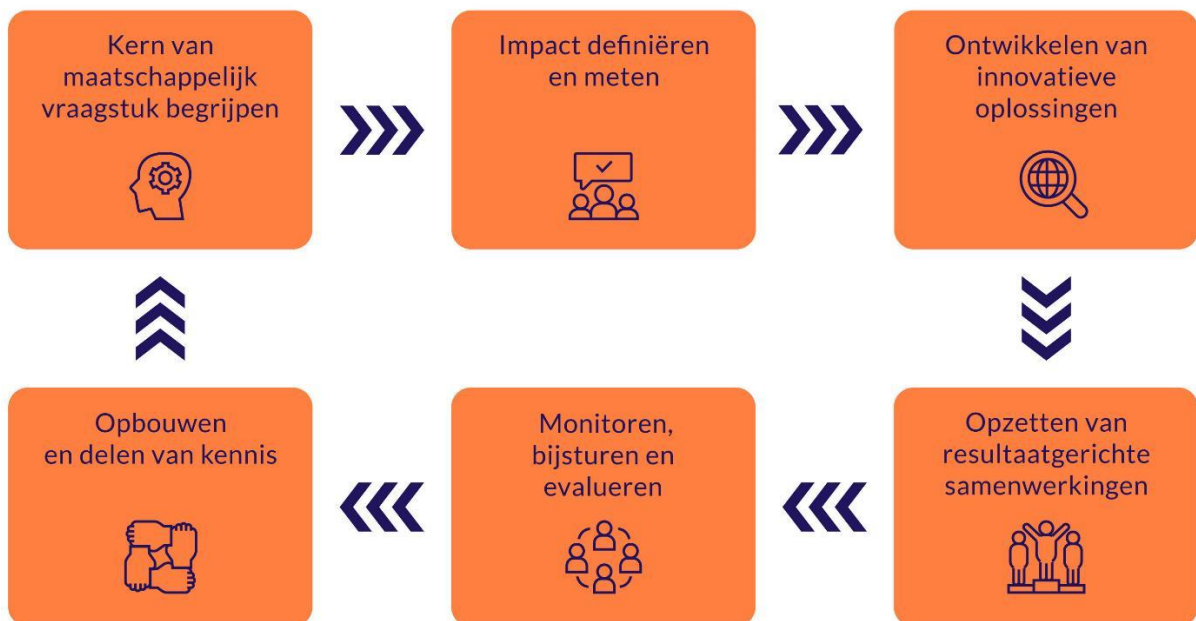 Kern van
maatschappelijk
vraagstuk begrijpen
Impact definiëren
en meten
Ontwikkelen van
innovatieve
oplossingen
Opbouwen
en delen van kennis
Monitoren,
bijsturen en
evalueren
Opzetten van
resultaatgerichte
samenwerkingen